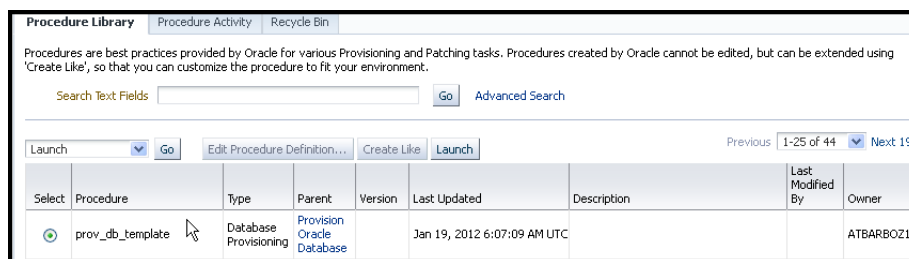 Procedure Library Procedure Activity Recycle Bin
Procedures are best practices provided by Oracle for various Provisioning and Patching tasks. Procedures created by Oracle cannot be edited, but can be extended using
'Create Like', so that you can customize the procedure to fit your environment.
Search Text Fields Go Advanced Search
Launch Go Edit Procedure Definition... Create Like Launch Previous 1-25 of 44 Next 19
Select Procedure Type Parent Version Last Updated Description Last Modified By Owner
prov_db_template Database Provisioning Provision Oracle Database Jan 19, 2012 6:07:09 AM UTC ATBARBOZ1